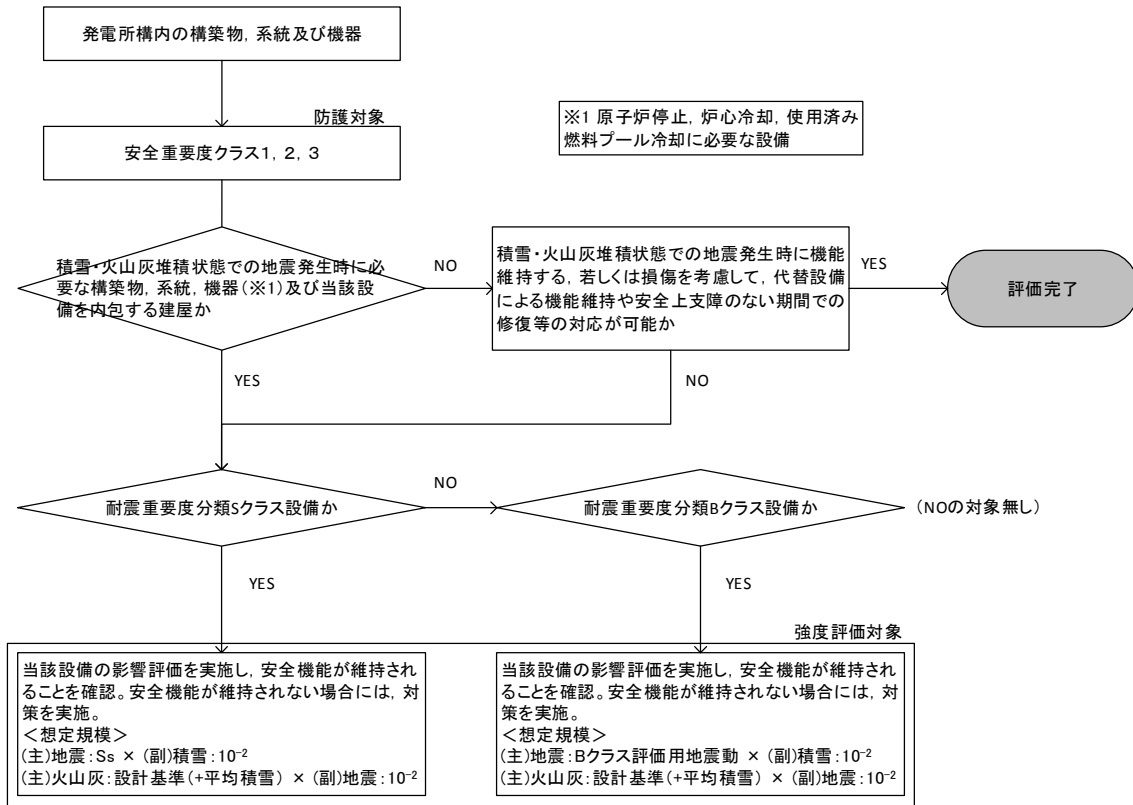 発電所構内の構築物，系統及び機器
防護対象
※1 原子炉停止，炉心冷却，使用済み
燃料プール冷却に必要な設備
安全重要度クラス1，2，3
積雪・火山灰堆積状態での地震発生時に必
要な構築物，系統，機器（※1）及び当該設
備を内包する建屋か
NO
積雪・火山灰堆積状態での地震発生時に機能
維持する，若しくは損傷を考慮して，代替設備
による機能維持や安全上支障のない期間での
修復等の対応が可能か
YES
評価完了
YES
NO
耐震重要度分類Sクラス設備か
NO
耐震重要度分類Bクラス設備か
（NOの対象無し）
YES
YES
強度評価対象
当該設備の影響評価を実施し，安全機能が維持され
ることを確認。安全機能が維持されない場合には，対
策を実施。
＜想定規模＞
(主)地震：Ss × (副)積雪：10⁻²
(主)火山灰：設計基準(+平均積雪) × (副)地震：10⁻²
当該設備の影響評価を実施し，安全機能が維持され
ることを確認。安全機能が維持されない場合には，対
策を実施。
＜想定規模＞
(主)地震：Bクラス評価用地震動 × (副)積雪：10⁻²
(主)火山灰：設計基準(+平均積雪) × (副)地震：10⁻²